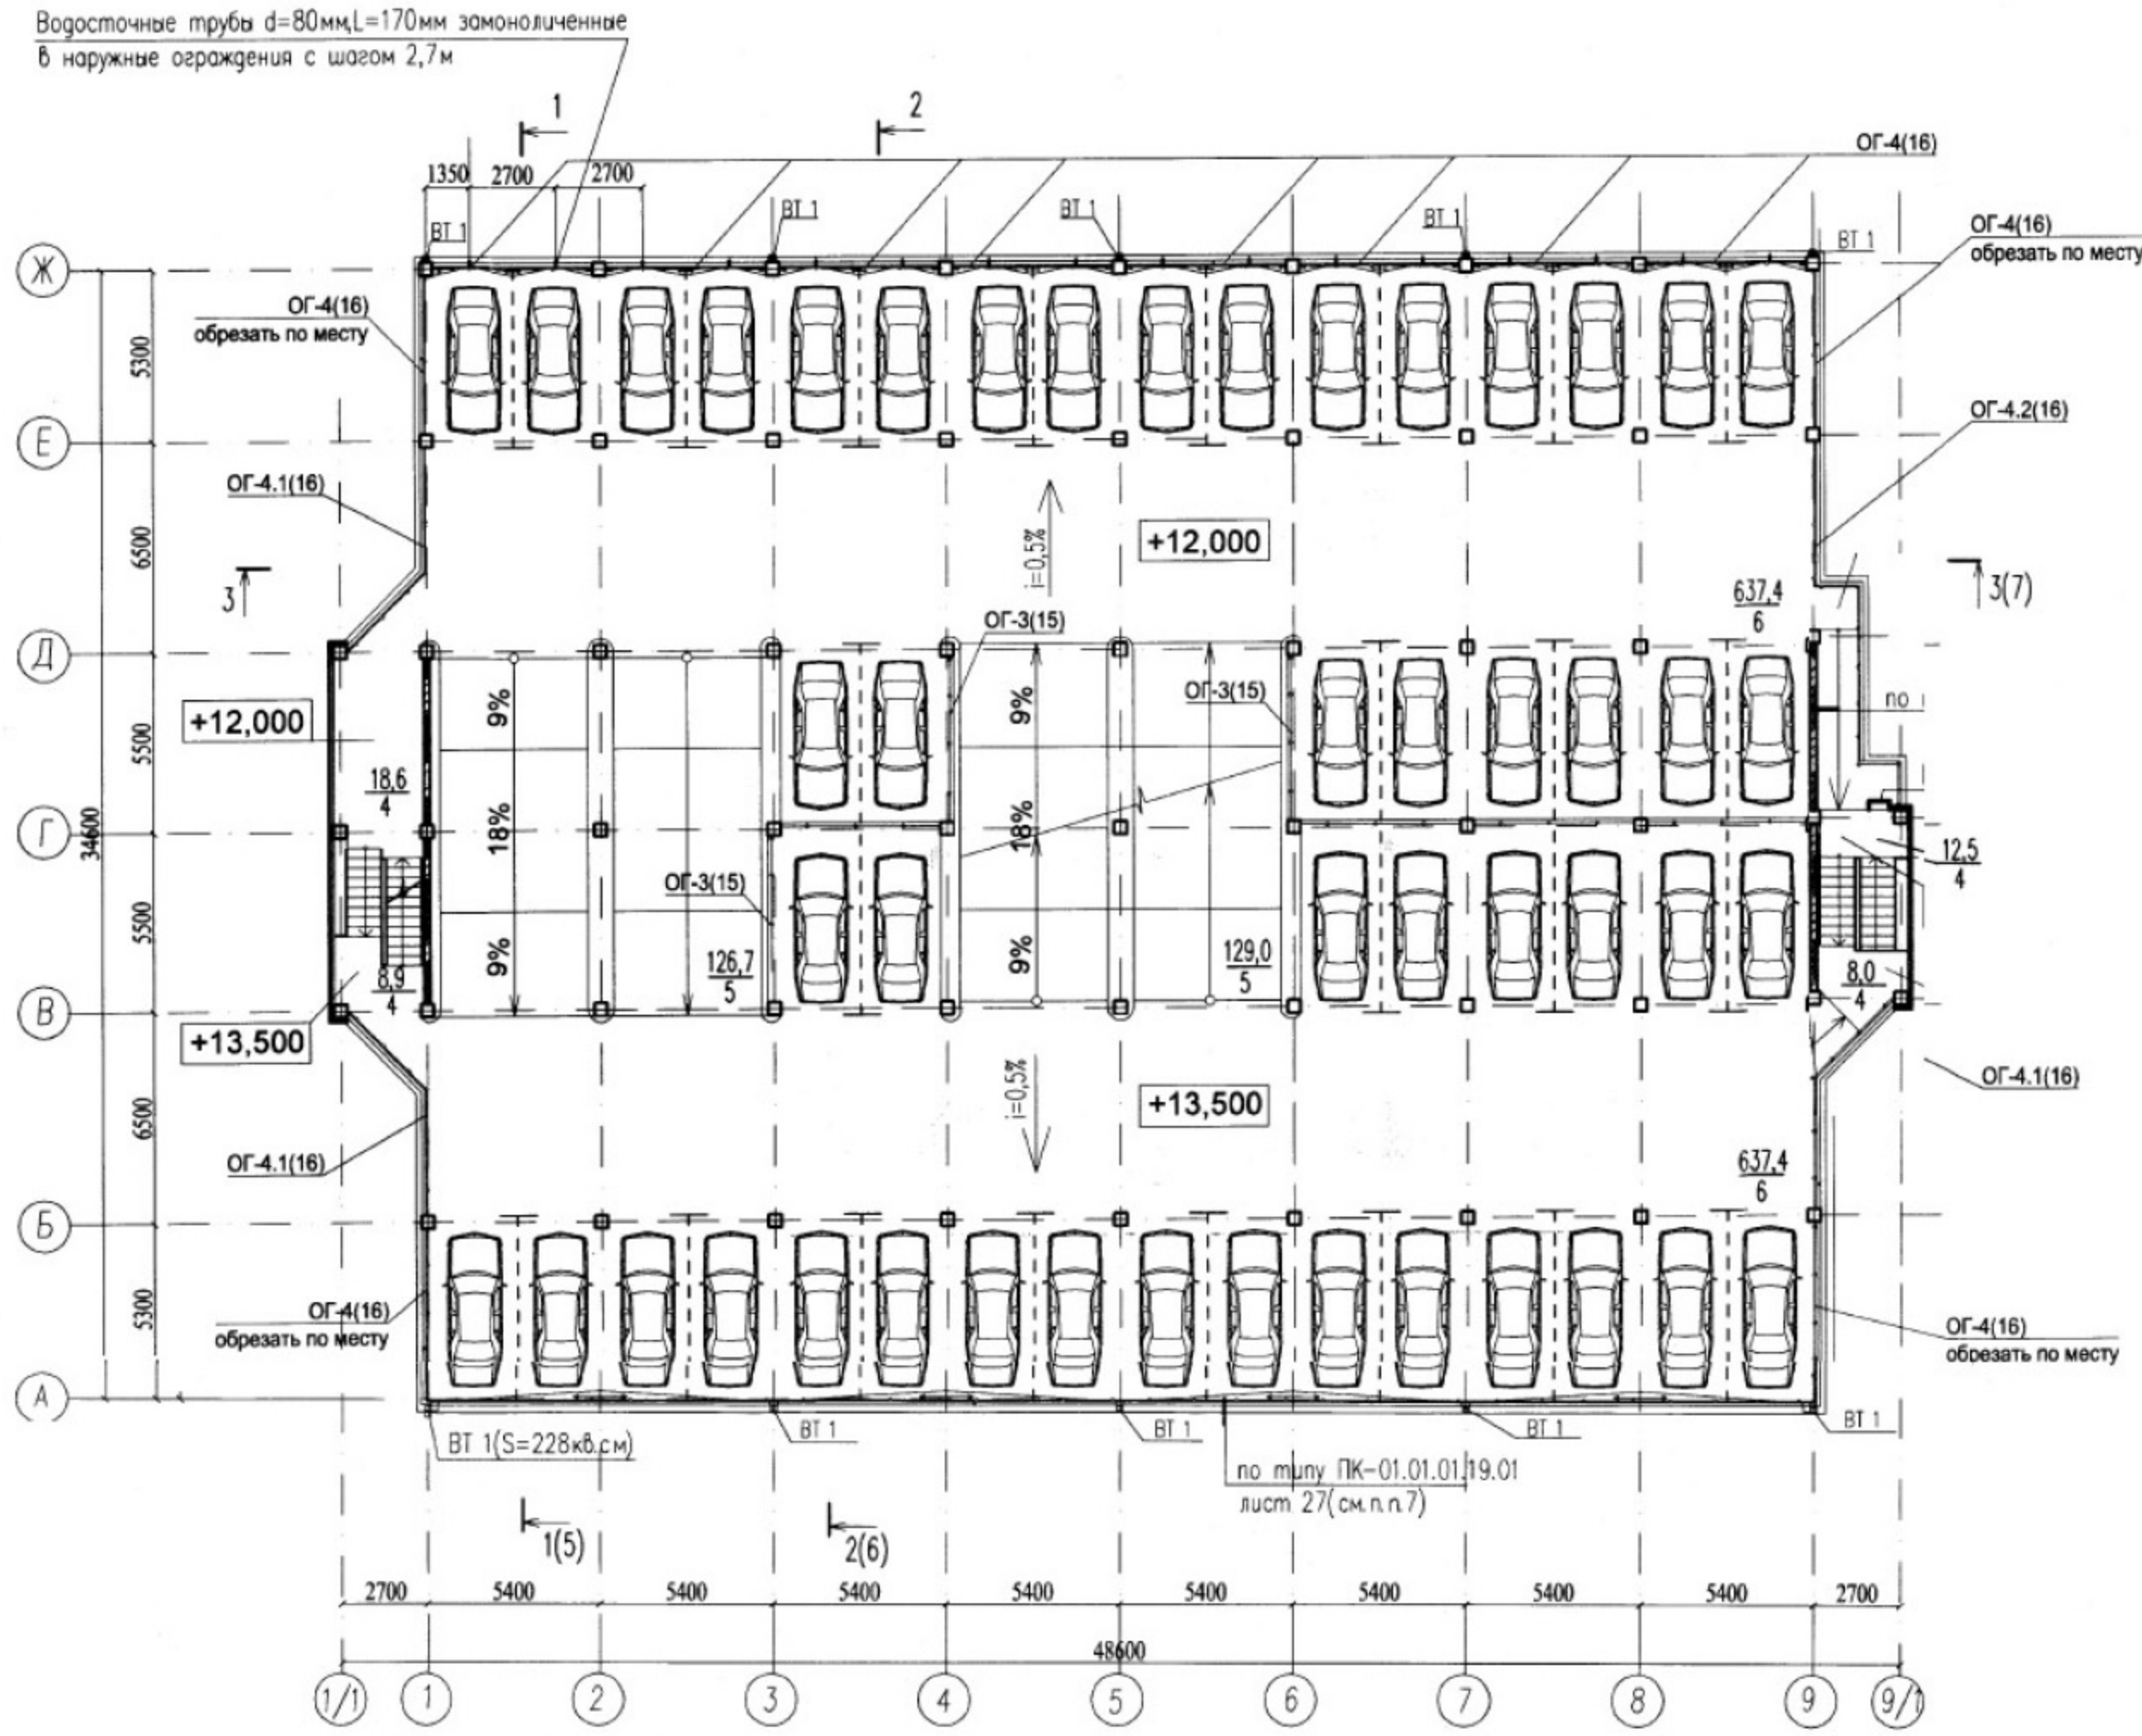 Водосточные трубы d=80мм,L=170мм замоноличенные
в наружные ограждения с шагом 2,7м
1
2
ОГ-4(16)
1350
2700
2700
ВТ 1
ВТ 1
ВТ 1
ВТ 1
ВТ 1
ОГ-4(16)
обрезать по месту
Ж
ОГ-4(16)
обрезать по месту
5300
ОГ-4.2(16)
Е
ОГ-4.1(16)
6500
i=0,5%
+12,000
3
3(7)
637,4
6
ОГ-3(15)
Д
9%
9%
ОГ-3(15)
по
+12,000
5500
18,6
4
18%
18%
34600
Г
12,5
4
ОГ-3(15)
5500
9%
9%
126,7
5
129,0
5
8,9
4
8,0
4
В
+13,500
i=0,5%
+13,500
ОГ-4.1(16)
6500
ОГ-4.1(16)
637,4
6
Б
5300
ОГ-4(16)
обрезать по месту
ОГ-4(16)
обрезать по месту
А
ВТ 1(S=228кв.см)
ВТ 1
ВТ 1
ВТ 1
ВТ 1
по типу ПК-01.01.01.19.01
лист 27(см.п.п.7)
1(5)
2(6)
2700
5400
5400
5400
5400
5400
5400
5400
5400
2700
48600
1/1
1
2
3
4
5
6
7
8
9
9/1